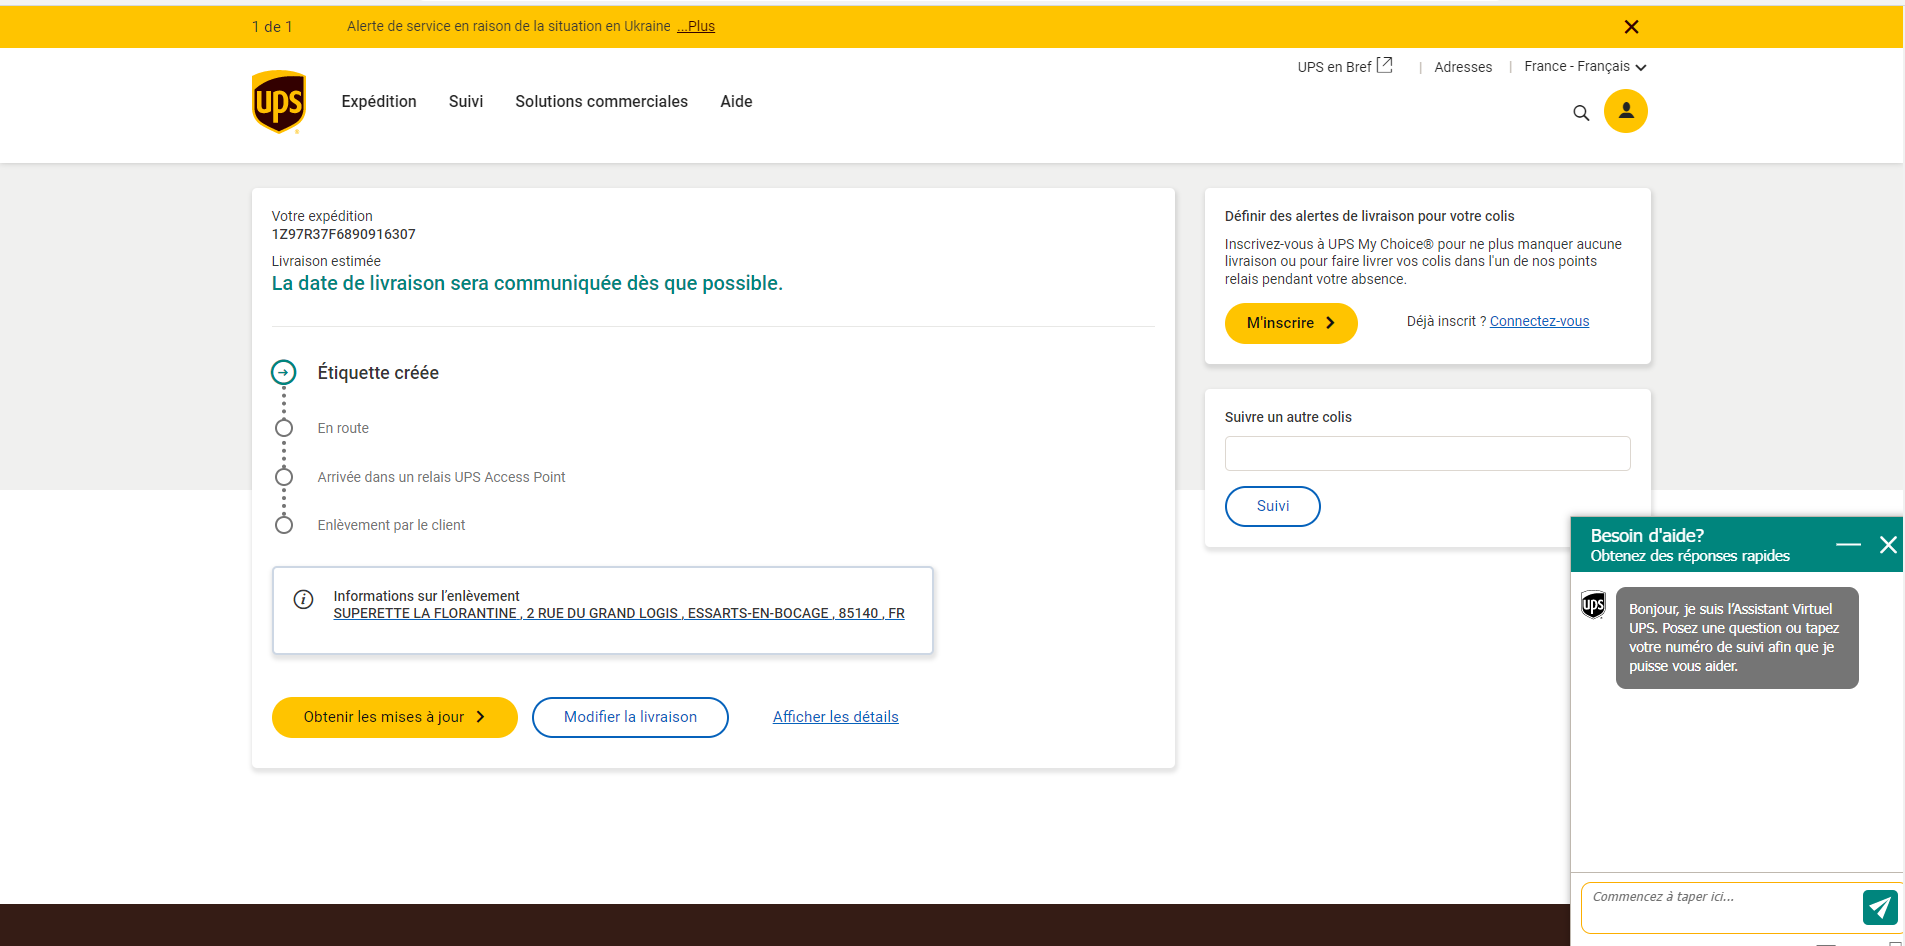 1 de 1
Alerte de service en raison de la situation en Ukraine ...Plus
UPS en Bref
Adresses
France - Français
ups
Expédition
Suivi
Solutions commerciales
Aide
Votre expédition
1Z97R37F6890916307
Livraison estimée
La date de livraison sera communiquée dès que possible.
Étiquette créée
En route
Arrivée dans un relais UPS Access Point
Enlèvement par le client
Informations sur l’enlèvement
SUPERETTE LA FLORANTINE , 2 RUE DU GRAND LOGIS , ESSARTS-EN-BOCAGE , 85140 , FR
Obtenir les mises à jour
Modifier la livraison
Afficher les détails
Définir des alertes de livraison pour votre colis
Inscrivez-vous à UPS My Choice® pour ne plus manquer aucune
livraison ou pour faire livrer vos colis dans l'un de nos points
relais pendant votre absence.
M'inscrire
Déjà inscrit ? Connectez-vous
Suivre un autre colis
Suivi
Besoin d'aide?
Obtenez des réponses rapides
ups
Bonjour, je suis l’Assistant Virtuel
UPS. Posez une question ou tapez
votre numéro de suivi afin que je
puisse vous aider.
Commencez à taper ici...